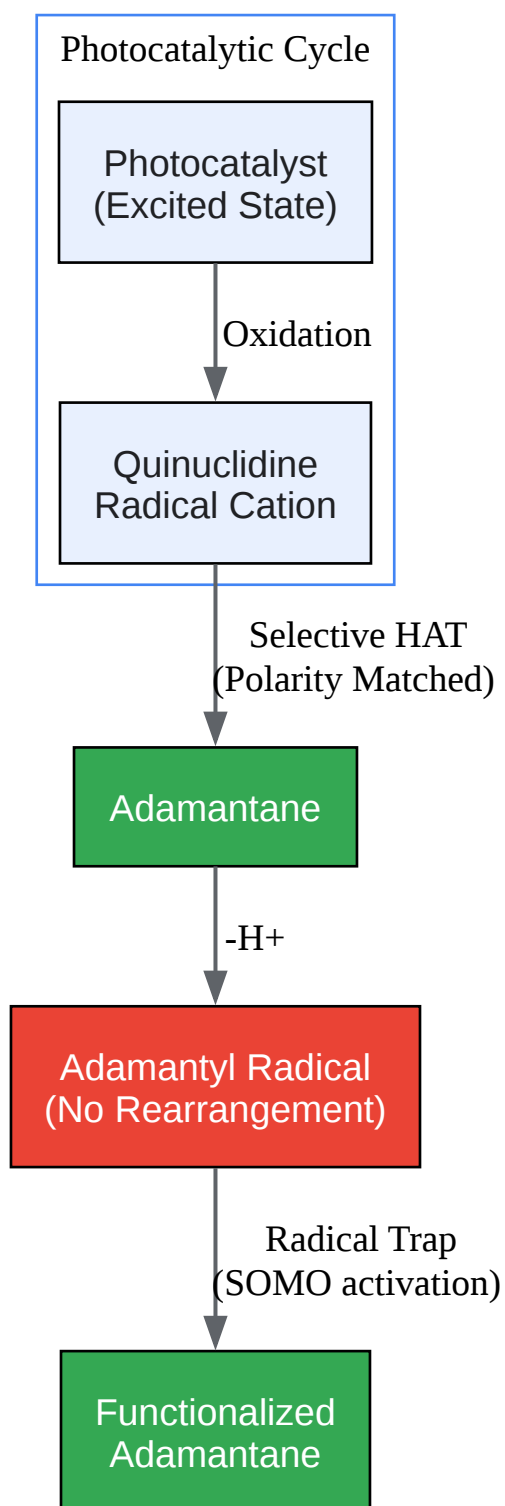 Photocatalytic Cycle
Photocatalyst
(Excited State)
Oxidation
Quinuclidine
Radical Cation
Selective HAT
(Polarity Matched)
Adamantane
-H+
Adamantyl Radical
(No Rearrangement)
Radical Trap
(SOMO activation)
Functionalized
Adamantane